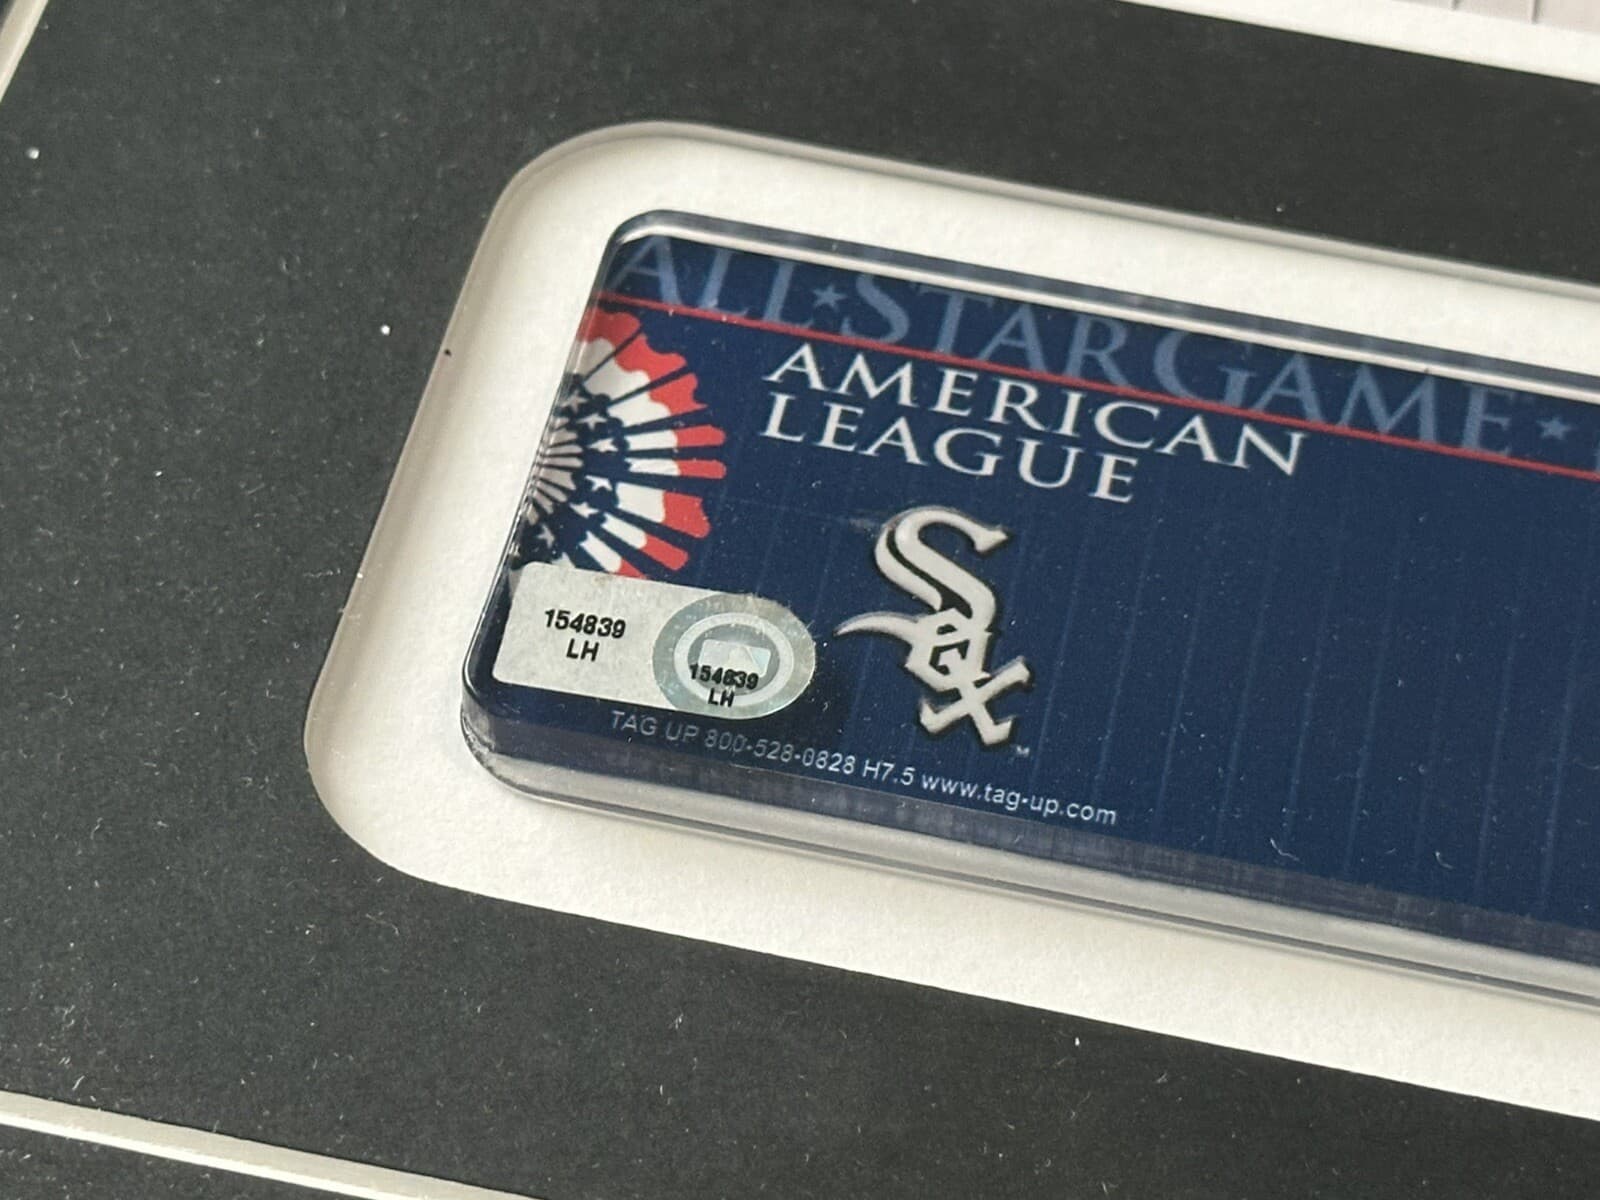 ALL★STAR GAME★
AMERICAN
LEAGUE
Sox
TM
154839
LH
154839
LH
TAG UP 800-528-0828 H7.5 www.tag-up.com